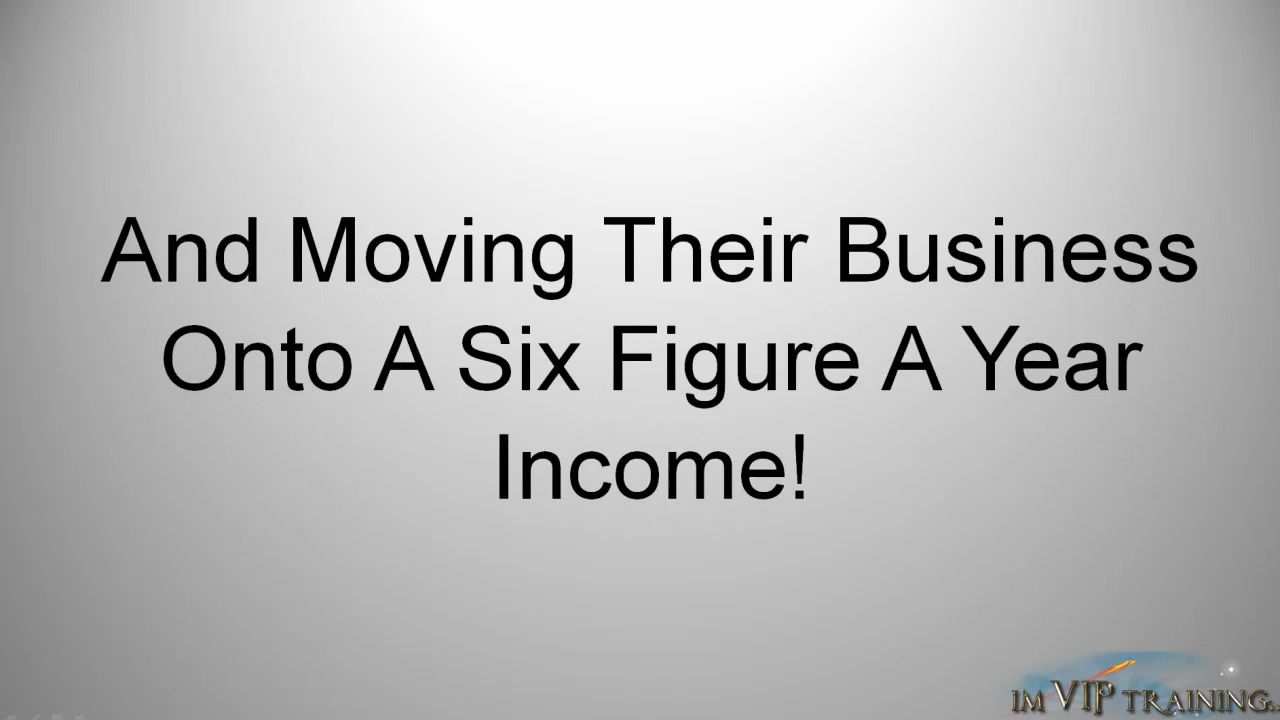 And Moving Their Business
Onto A Six Figure A Year
Income!
IM VIP TRAINING..